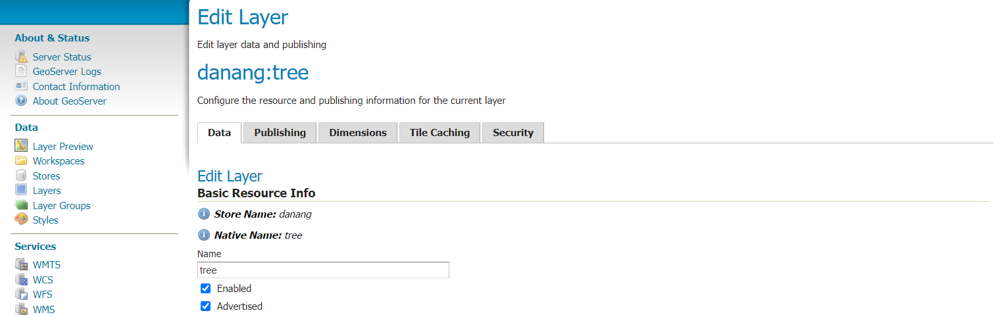 About & Status
Server Status
GeoServer Logs
Contact Information
About GeoServer
Data
Layer Preview
Workspaces
Stores
Layers
Layer Groups
Styles
Services
WMTS
WCS
WFS
WMS
Edit Layer
Edit layer data and publishing
danang:tree
Configure the resource and publishing information for the current layer
Data Publishing Dimensions Tile Caching Security
Edit Layer
Basic Resource Info
Store Name: danang
Native Name: tree
Name
tree
Enabled
Advertised